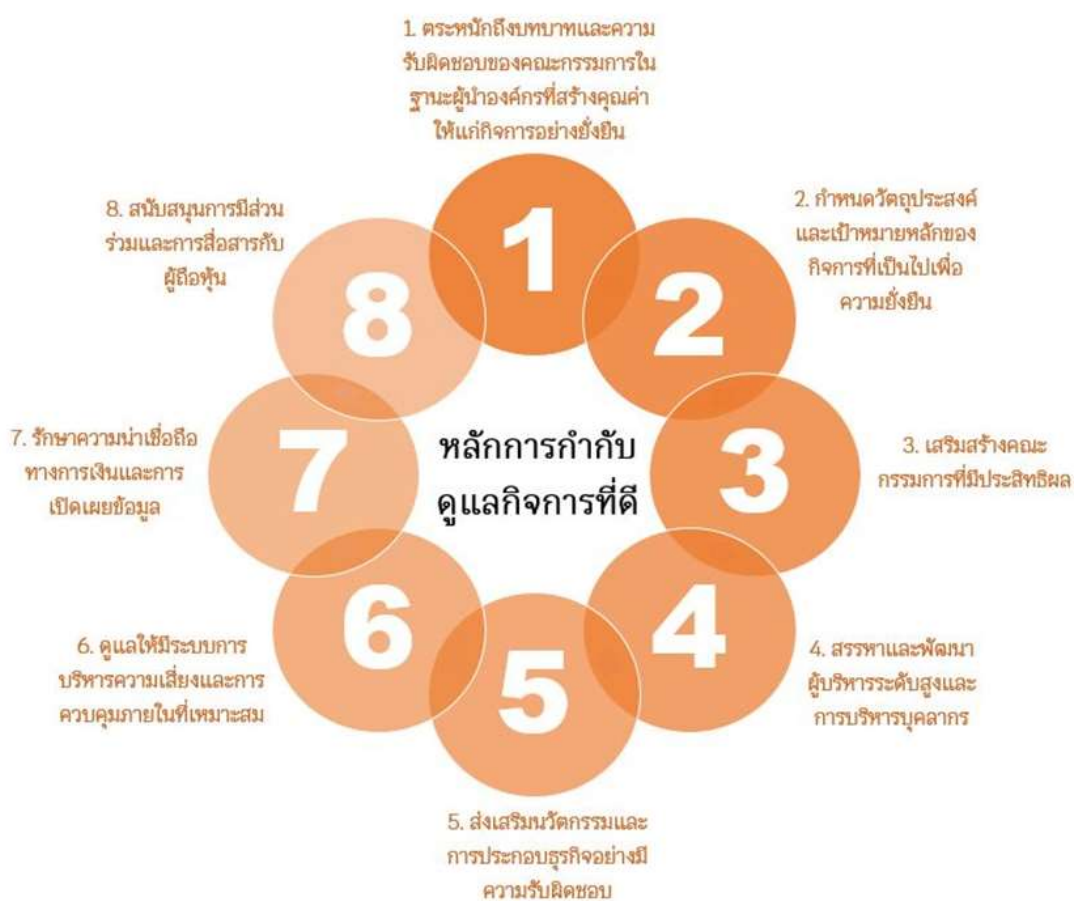 1. ตระหนักถึงบทบาทและความ
รับผิดชอบของคณะกรรมการใน
ฐานะผู้นำองค์กรที่สร้างคุณค่า
ให้แก่กิจการอย่างยั่งยืน
2. กำหนดวัตถุประสงค์
และเป้าหมายหลักของ
กิจการที่เป็นไปเพื่อ
ความยั่งยืน
3. เสริมสร้างคณะ
กรรมการที่มีประสิทธิผล
4. สรรหาและพัฒนา
ผู้บริหารระดับสูงและ
การบริหารบุคลากร
5. ส่งเสริมนวัตกรรมและ
การประกอบธุรกิจอย่างมี
ความรับผิดชอบ
6. ดูแลให้มีระบบการ
บริหารความเสี่ยงและการ
ควบคุมภายในที่เหมาะสม
7. รักษาความน่าเชื่อถือ
ทางการเงินและการ
เปิดเผยข้อมูล
8. สนับสนุนการมีส่วน
ร่วมและการสื่อสารกับ
ผู้ถือหุ้น
1
2
3
4
5
6
7
8
หลักการกำกับ
ดูแลกิจการที่ดี